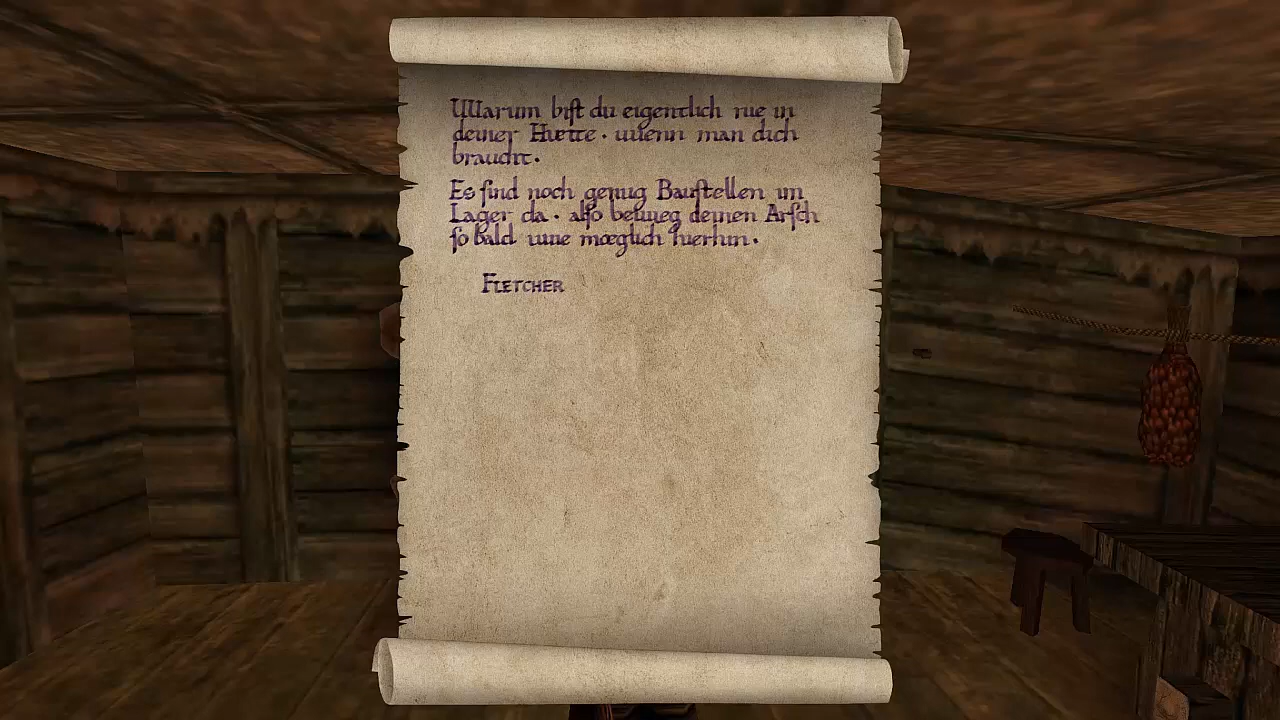 Warum bist du eigentlich nie in
deiner Huette. wenn man dich
braucht.
Es sind noch genug Baustellen im
Lager da. also beweg deinen Arsch
so bald wie moeglich hierhin.
FLETCHER